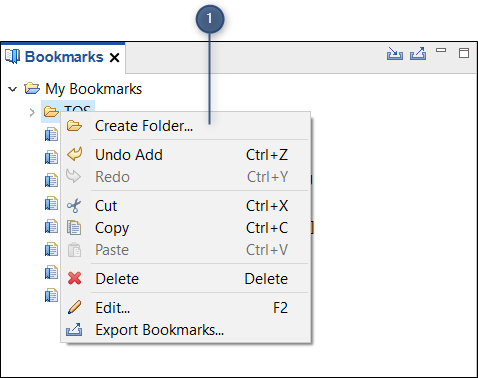 1
Bookmarks
My Bookmarks
TOS
Create Folder...
Undo Add Ctrl+Z
Redo Ctrl+Y
Cut Ctrl+X
Copy Ctrl+C
Paste Ctrl+V
Delete Delete
Edit... F2
Export Bookmarks...